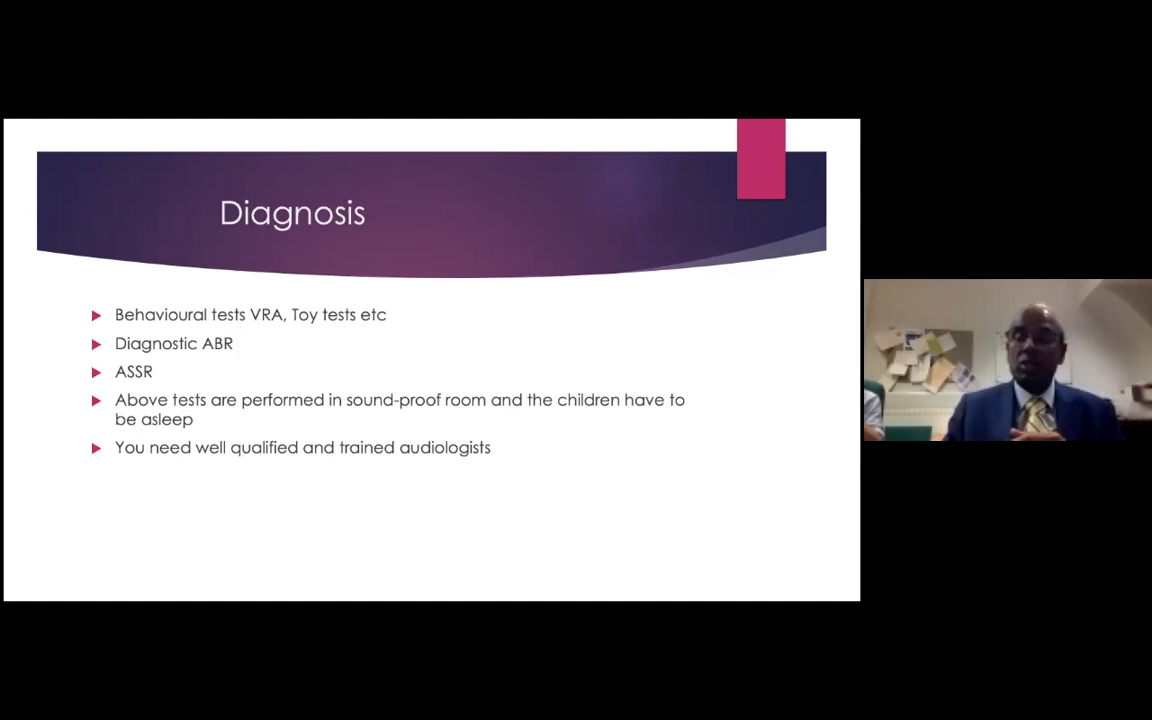 Diagnosis
Behavioural tests VRA, Toy tests etc
Diagnostic ABR
ASSR
Above tests are performed in sound-proof room and the children have to
be asleep
You need well qualified and trained audiologists